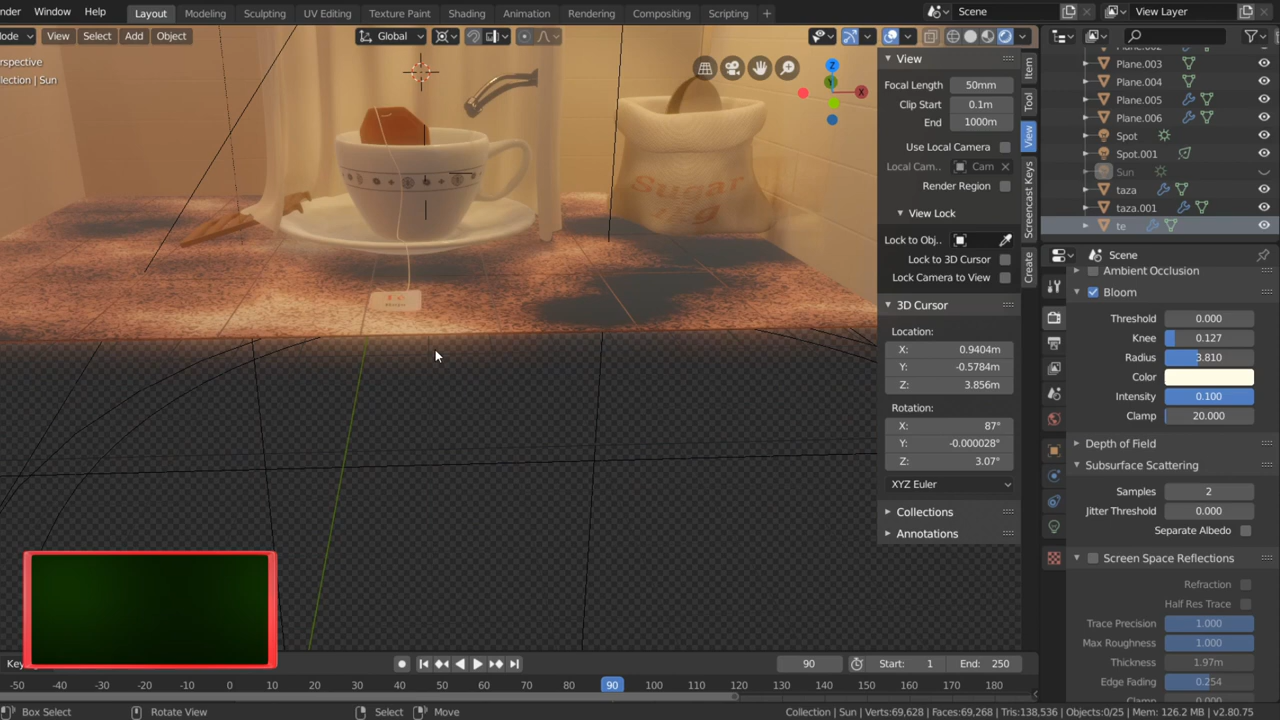 nder Window Help Layout Modeling Sculpting UV Editing Texture Paint Shading Animation Rendering Compositing Scripting + Scene View Layer
ode View Select Add Object Global
rspective
llection | Sun
Sugar
Z
Y
X
View
Focal Length 50mm
Clip Start 0.1m
End 1000m
Use Local Camera
Local Cam.. Cam
Render Region
View Lock
Lock to Obj..
Lock to 3D Cursor
Lock Camera to View
3D Cursor
Location:
X: 0.9404m
Y: -0.5784m
Z: 3.856m
Rotation:
X: 87°
Y: -0.000028°
Z: 3.07°
XYZ Euler
Collections
Annotations
Item
Tool
View
Screencast Keys
Create
Plane.002
Plane.003
Plane.004
Plane.005
Plane.006
Spot
Spot.001
Sun
taza
taza.001
te
Scene
Ambient Occlusion
Bloom
Threshold 0.000
Knee 0.127
Radius 3.810
Color
Intensity 0.100
Clamp 20.000
Depth of Field
Subsurface Scattering
Samples 2
Jitter Threshold 0.000
Separate Albedo
Screen Space Reflections
Refraction
Half Res Trace
Trace Precision 1.000
Max Roughness 1.000
Thickness 1.97m
Edge Fading 0.254
Key 90 Start: 1 End: 250
-50 -40 -30 -20 -10 0 10 20 30 40 50 60 70 80 90 100 110 120 130 140 150 160 170 180
Box Select Rotate View Select Move Collection | Sun | Verts:69,628 | Faces:69,268 | Tris:138,536 | Objects:0/25 | Mem: 126.2 MB | v2.80.75